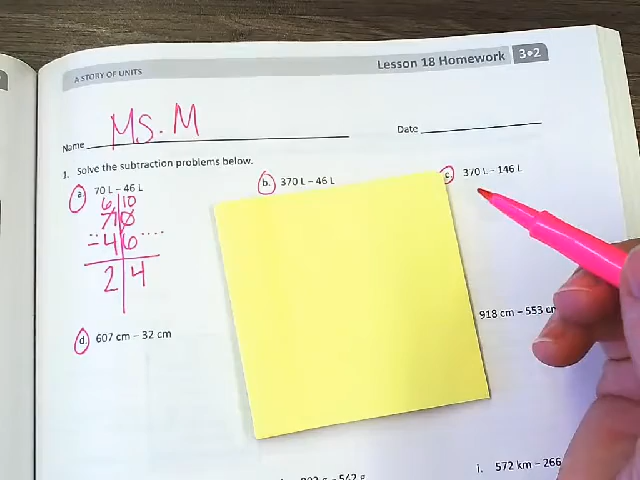 A STORY OF UNITS
Lesson 18 Homework 3•2
Name Ms. M Date
1. Solve the subtraction problems below.
a. 70 L – 46 L
b. 370 L – 46 L
c. 370 L – 146 L
6 10
7 0
– 4 6
2 4
d. 607 cm – 32 cm
918 cm – 553 cm
– 542 g
i. 572 km – 266